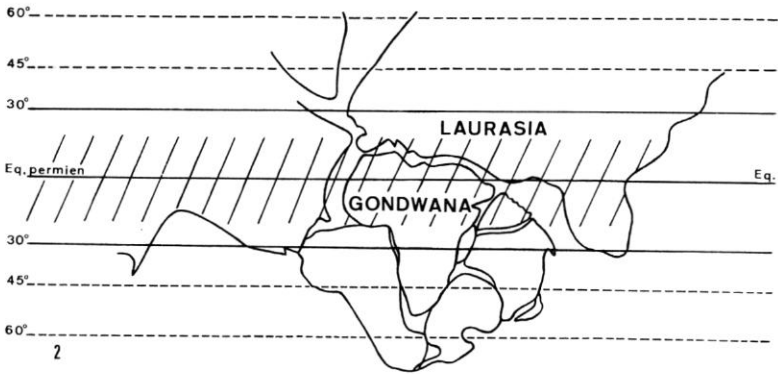 60°
45°
30°
LAURASIA
Eq. permien
Eq.
GONDWANA
30°
45°
60°
2